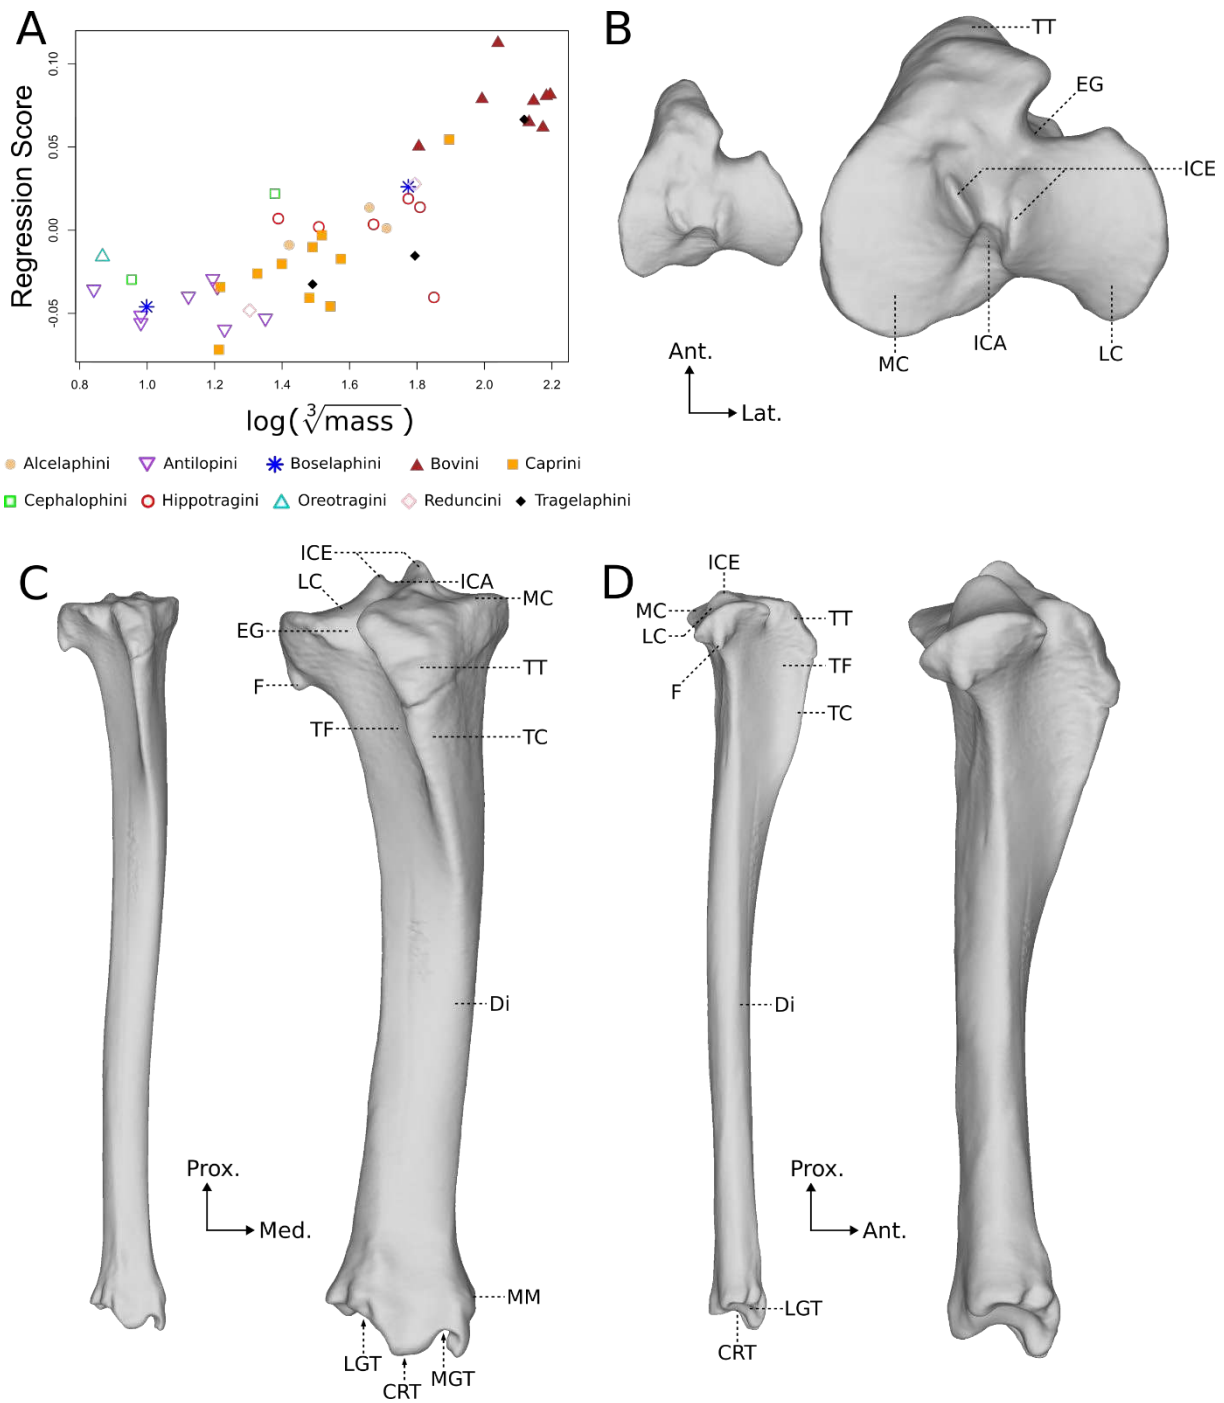 A
Regression Score
0.10
0.05
0.00
-0.05
0.8 1.0 1.2 1.4 1.6 1.8 2.0 2.2
log(∛mass)
Alcelaphini Antilopini Boselaphini Bovini Caprini
Cephalophini Hippotragini Oreotragini Reduncini Tragelaphini
B
TT
EG
ICE
MC
ICA
LC
Ant.
Lat.
C
ICE
LC
ICA
MC
EG
TT
F
TF
TC
Di
Prox.
Med.
MM
LGT
CRT
MGT
D
ICE
MC
LC
TT
F
TF
TC
Di
Prox.
Ant.
LGT
CRT